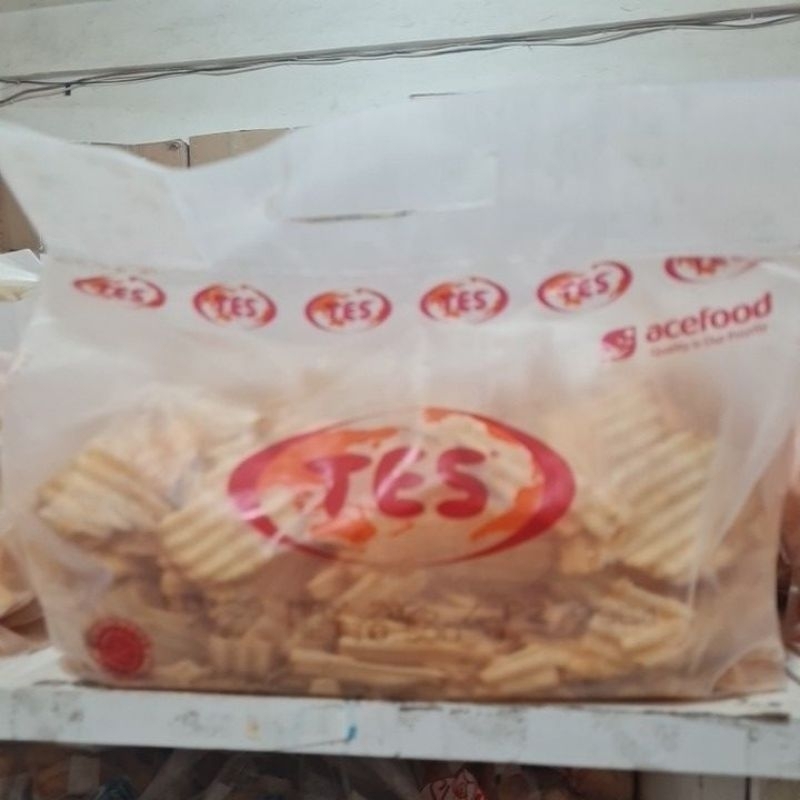 TES TES TES TES TES TES
acefood
Quality is Our Priority
TES